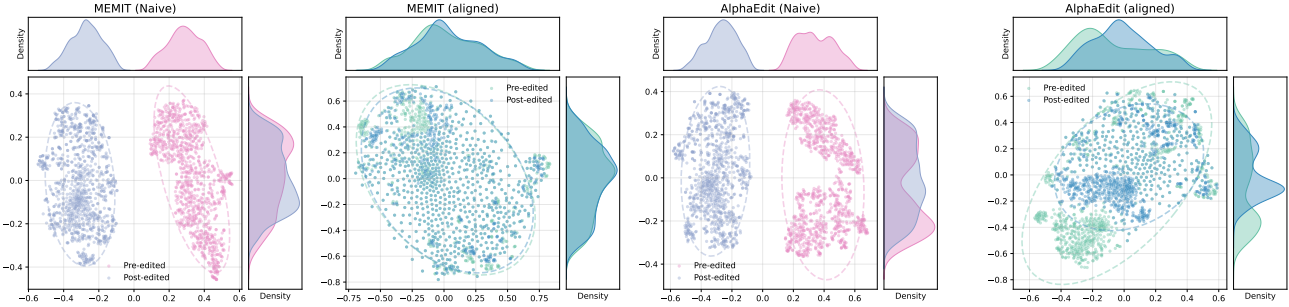 MEMIT (Naive)
Density
0.4
0.2
0.0
−0.2
−0.4
Pre-edited
Post-edited
−0.6
−0.4
−0.2
0.0
0.2
0.4
0.6
Density
MEMIT (aligned)
Density
Pre-edited
Post-edited
0.6
0.4
0.2
0.0
−0.2
−0.4
−0.6
−0.8
−0.75
−0.50
−0.25
0.00
0.25
0.50
0.75
Density
AlphaEdit (Naive)
Density
0.4
0.2
0.0
−0.2
−0.4
Pre-edited
Post-edited
−0.6
−0.4
−0.2
0.0
0.2
0.4
0.6
Density
AlphaEdit (aligned)
Density
Pre-edited
Post-edited
0.6
0.4
0.2
0.0
−0.2
−0.4
−0.6
−0.8
−0.6
−0.4
−0.2
0.0
0.2
0.4
0.6
Density